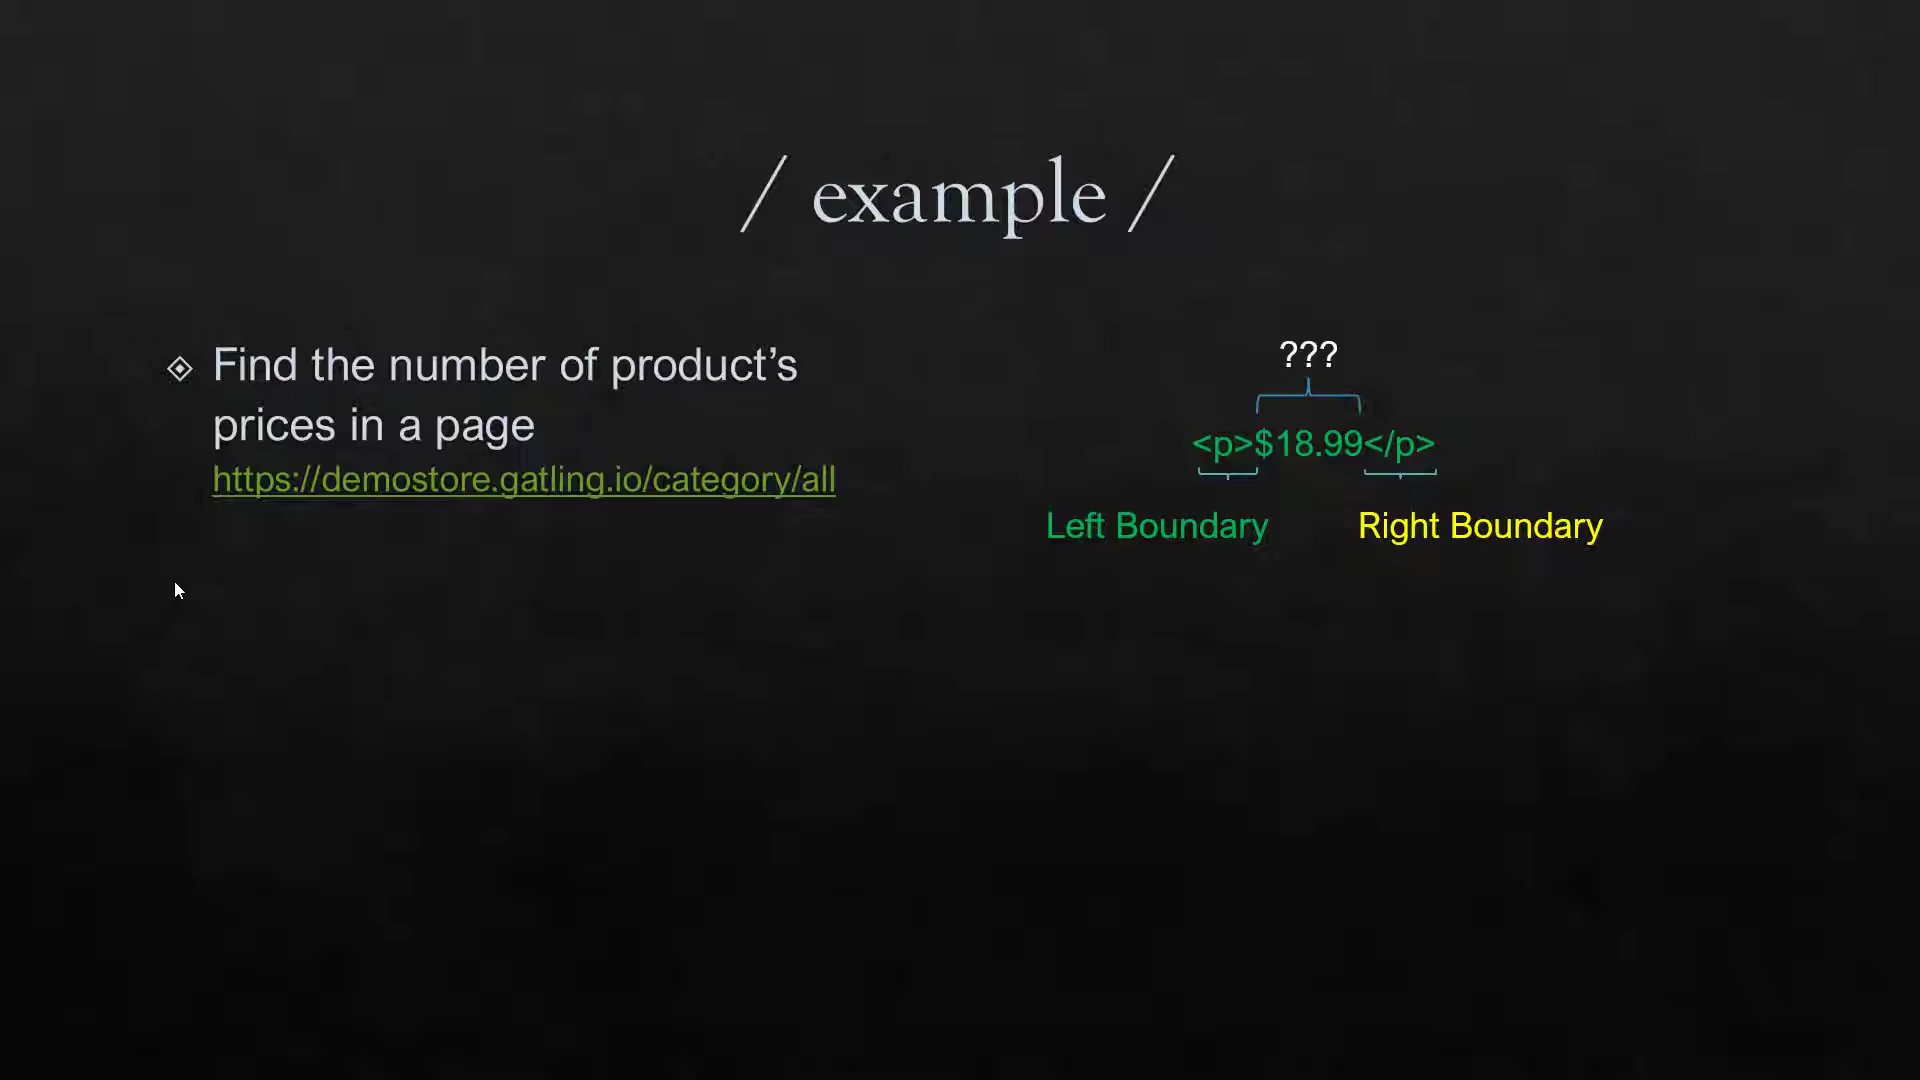 / example /
Find the number of product’s
prices in a page
https://demostore.gatling.io/category/all
???
<p>$18.99</p>
Left Boundary
Right Boundary